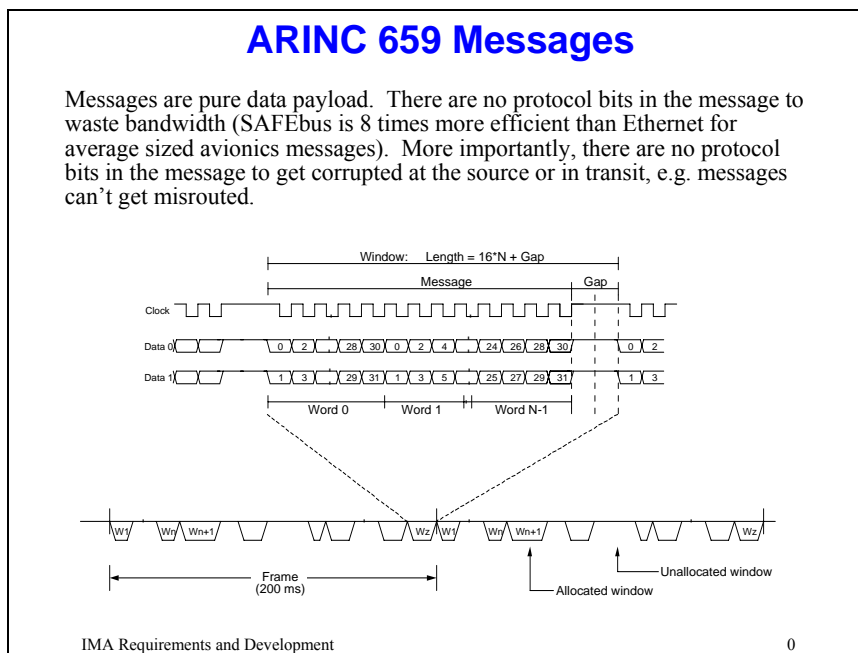 ARINC 659 Messages
Messages are pure data payload.  There are no protocol bits in the message to
waste bandwidth (SAFEbus is 8 times more efficient than Ethernet for
average sized avionics messages).  More importantly, there are no protocol
bits in the message to get corrupted at the source or in transit, e.g. messages
can't get misrouted.
Window:    Length = 16*N + Gap
Message Gap
Clock
Data 0 0 2 28 30 0 2 4 24 26 28 30 0 2
Data 1 1 3 29 31 1 3 5 25 27 29 31 1 3
Word 0 Word 1 Word N-1
W1 Wn Wn+1 Wz W1 Wn Wn+1 Wz
Frame
(200 ms)
Unallocated window
Allocated window
IMA Requirements and Development 0